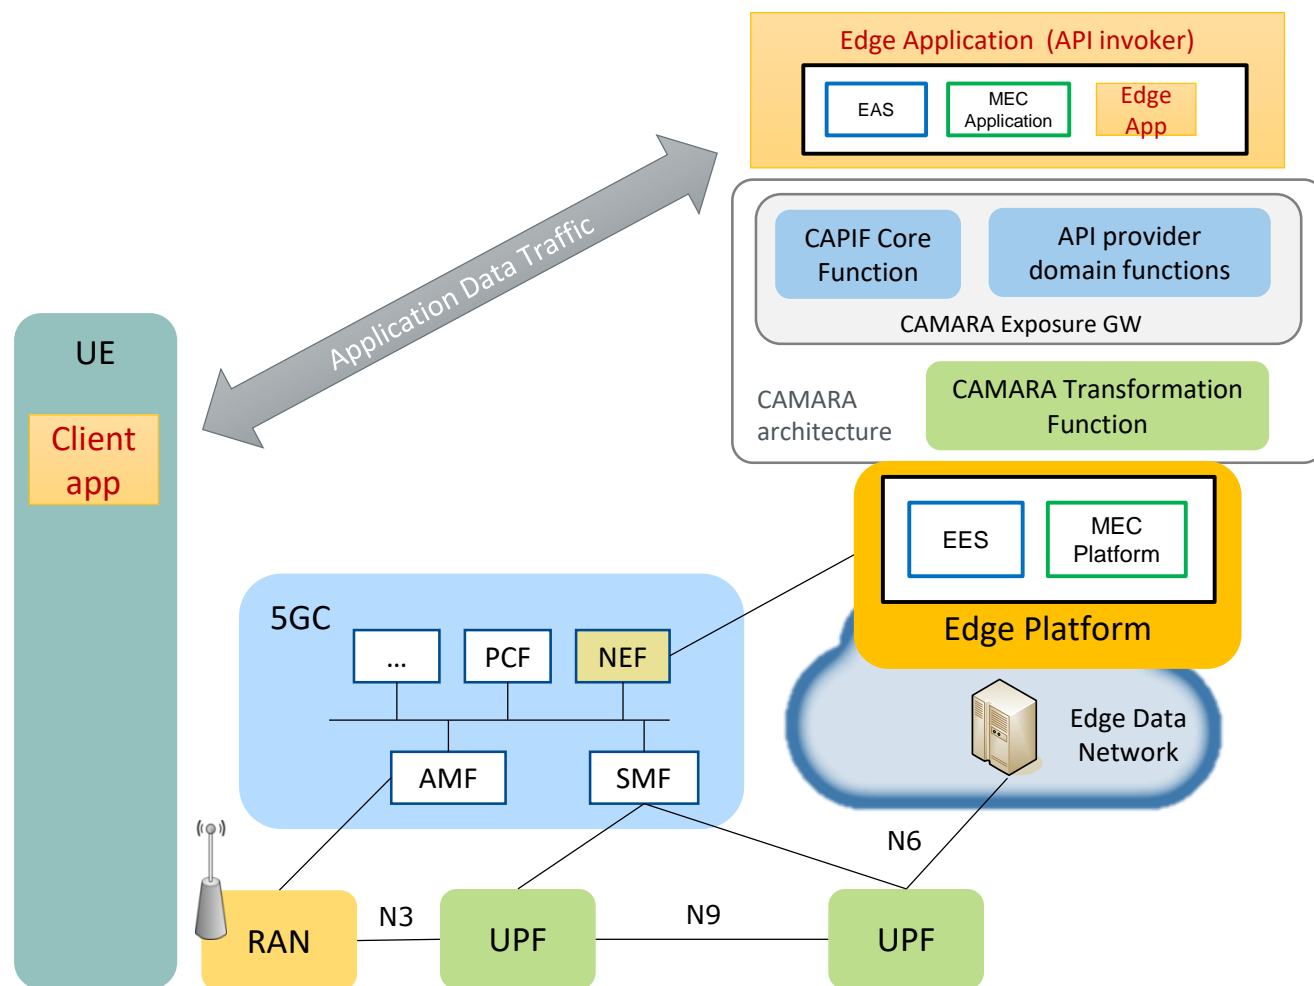 Edge Application (API invoker)
EAS
MEC
Application
Edge
App
Application Data Traffic
CAPIF Core
Function
API provider
domain functions
CAMARA Exposure GW
CAMARA
architecture
CAMARA Transformation
Function
UE
Client
app
EES
MEC
Platform
Edge Platform
5GC
...
PCF
NEF
AMF
SMF
Edge Data
Network
N6
RAN
N3
UPF
N9
UPF